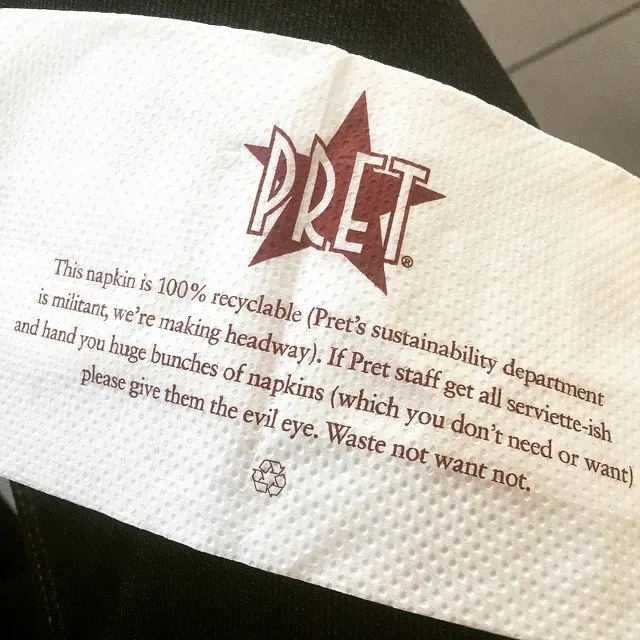 PRET®
This napkin is 100% recyclable (Pret's sustainability department
is militant, we're making headway). If Pret staff get all serviette-ish
and hand you huge bunches of napkins (which you don't need or want)
please give them the evil eye. Waste not want not.